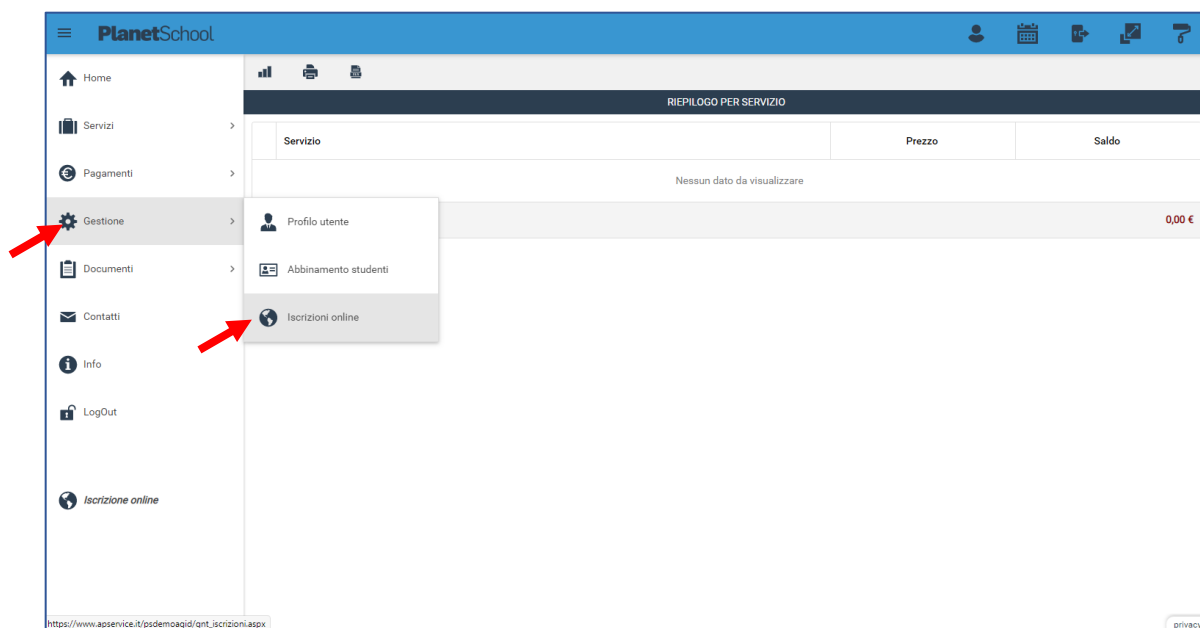 PlanetSchool
Home
Servizi
Pagamenti
Gestione
Documenti
Contatti
Info
LogOut
Iscrizione online
RIEPILOGO PER SERVIZIO
Servizio Prezzo Saldo
Nessun dato da visualizzare
0,00 €
Profilo utente
Abbinamento studenti
Iscrizioni online
https://www.apservice.it/psdemoagid/gnt_iscrizioni.aspx
privacy